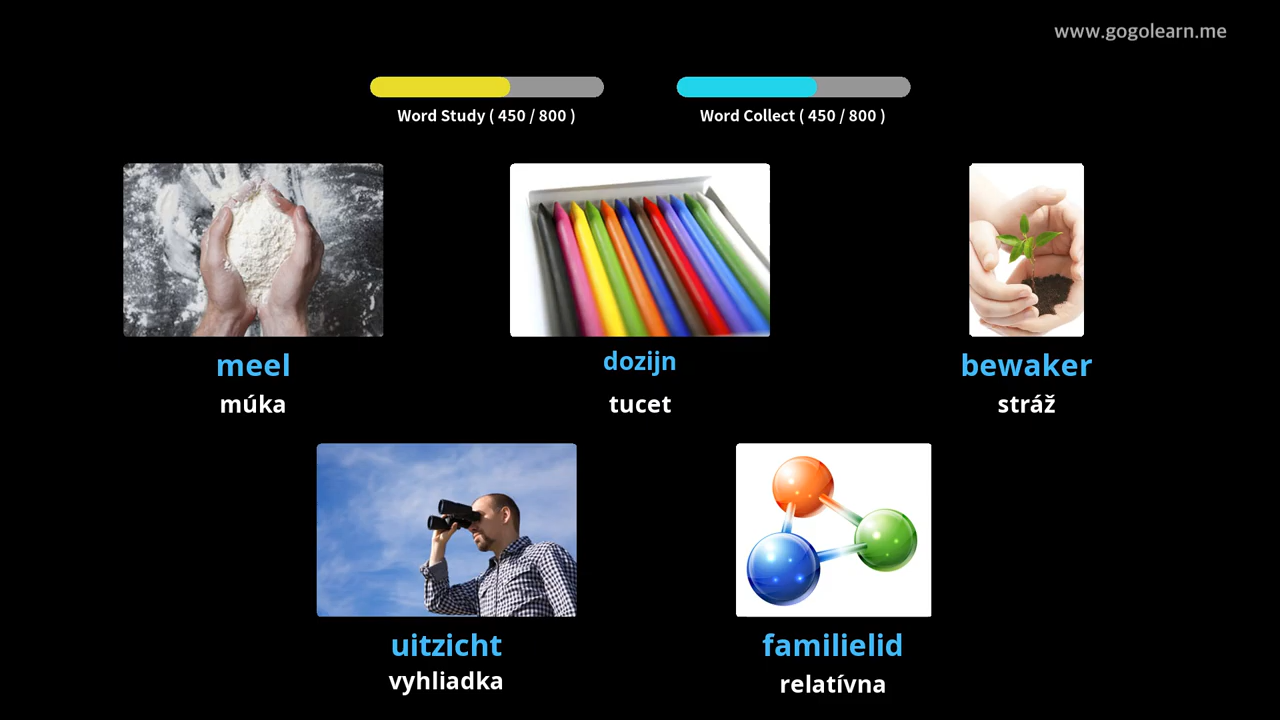 www.gogolearn.me
Word Study ( 450 / 800 )
Word Collect ( 450 / 800 )
meel
múka
dozijn
tucet
bewaker
stráž
uitzicht
vyhliadka
familielid
relatívna